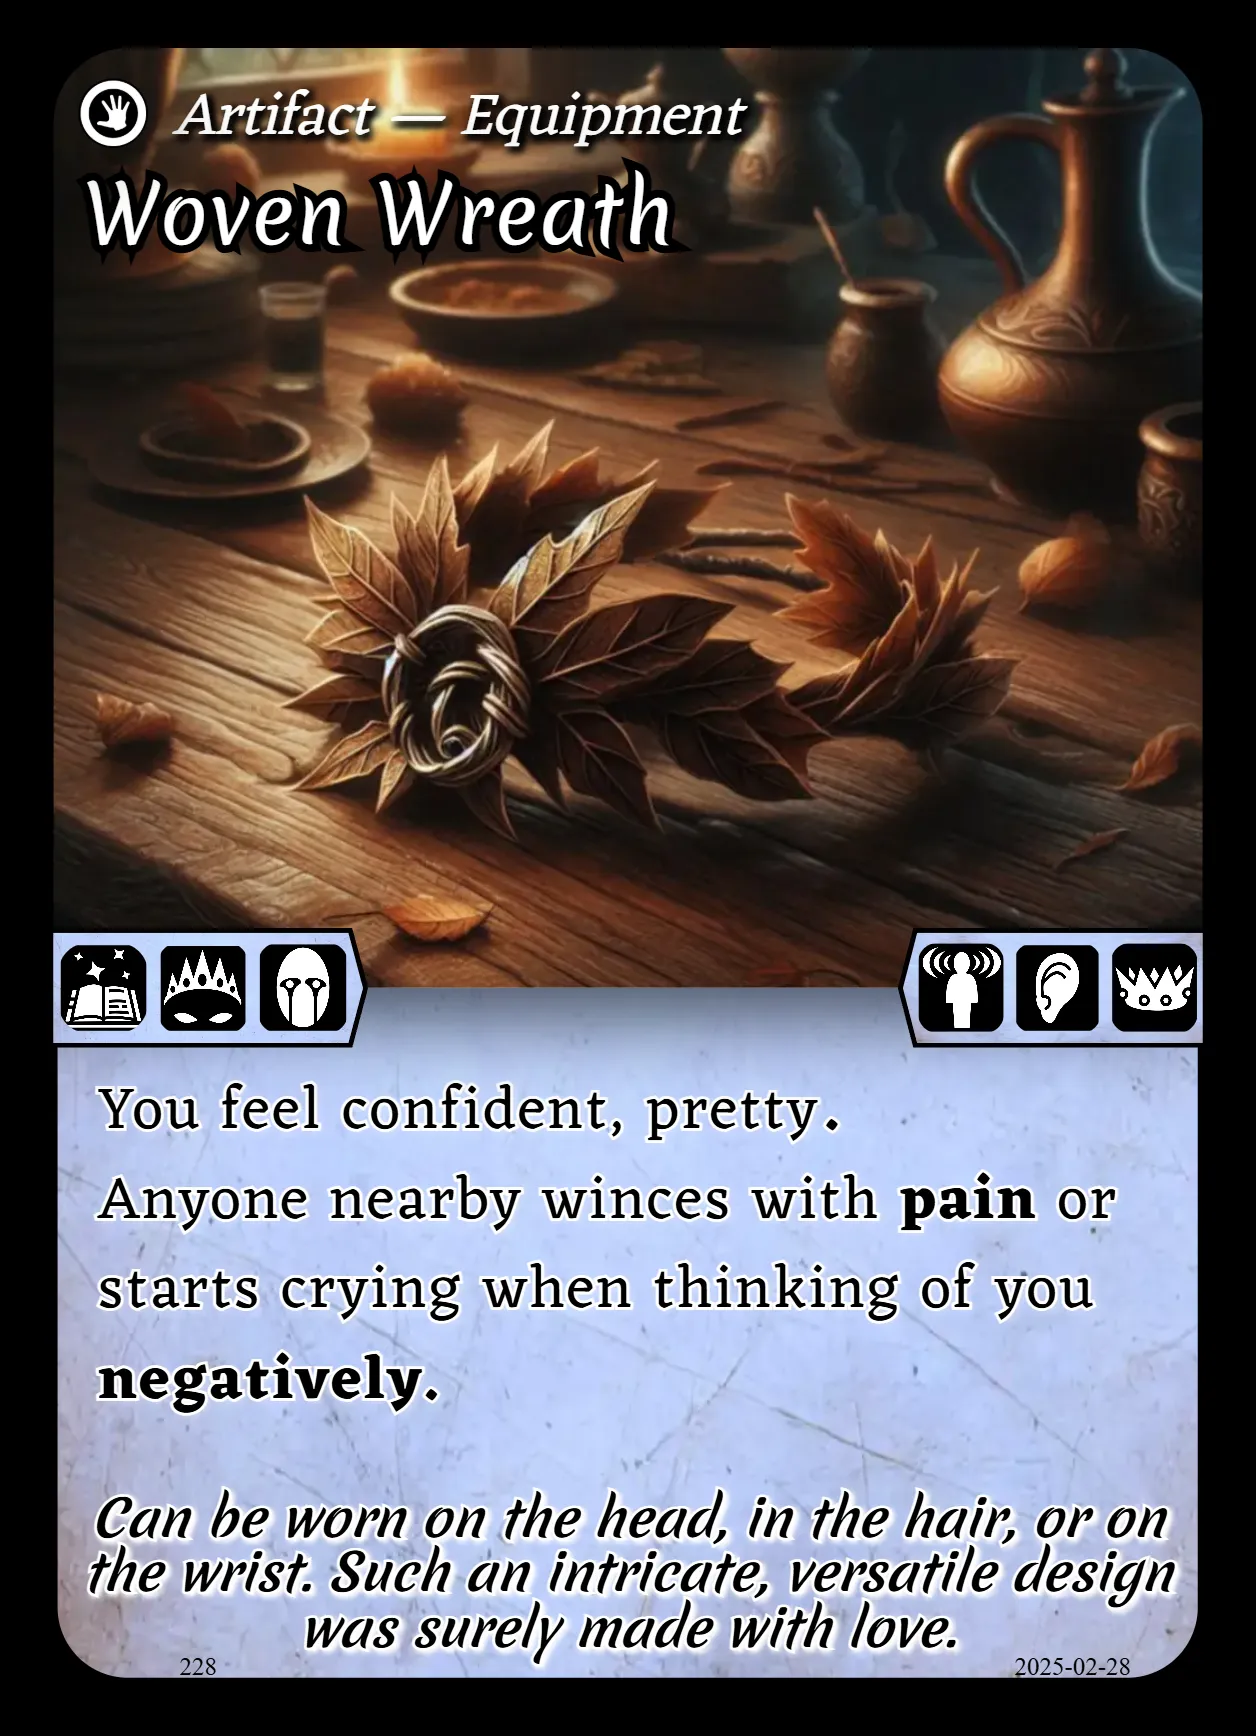 Artifact — Equipment
Woven Wreath
You feel confident, pretty.
Anyone nearby winces with pain or
starts crying when thinking of you
negatively.
Can be worn on the head, in the hair, or on
the wrist. Such an intricate, versatile design
was surely made with love.
228
2025-02-28